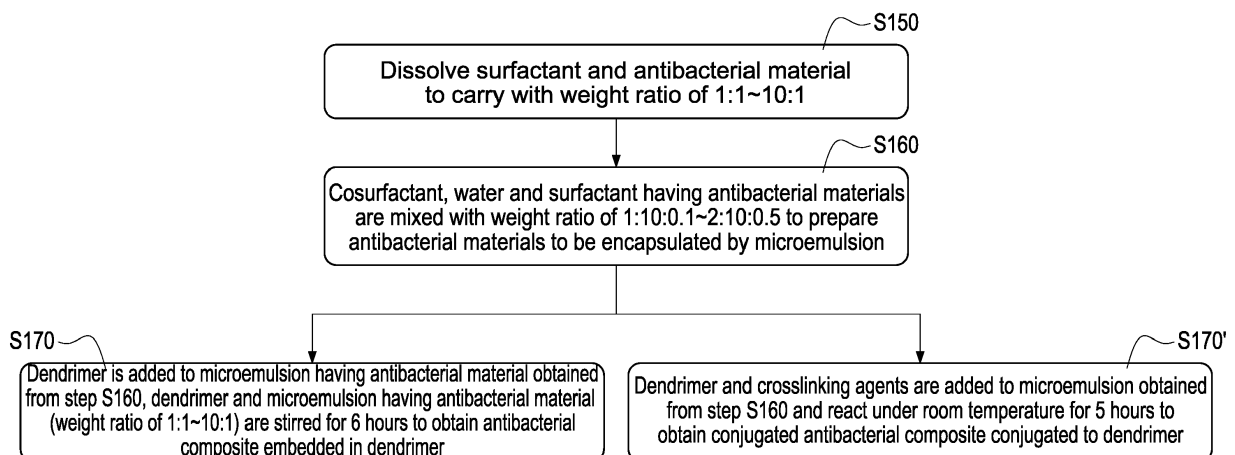 S150
Dissolve surfactant and antibacterial material
to carry with weight ratio of 1:1~10:1
S160
Cosurfactant, water and surfactant having antibacterial materials
are mixed with weight ratio of 1:10:0.1~2:10:0.5 to prepare
antibacterial materials to be encapsulated by microemulsion
S170
Dendrimer is added to microemulsion having antibacterial material obtained
from step S160, dendrimer and microemulsion having antibacterial material
(weight ratio of 1:1~10:1) are stirred for 6 hours to obtain antibacterial
composite embedded in dendrimer
S170'
Dendrimer and crosslinking agents are added to microemulsion obtained
from step S160 and react under room temperature for 5 hours to
obtain conjugated antibacterial composite conjugated to dendrimer